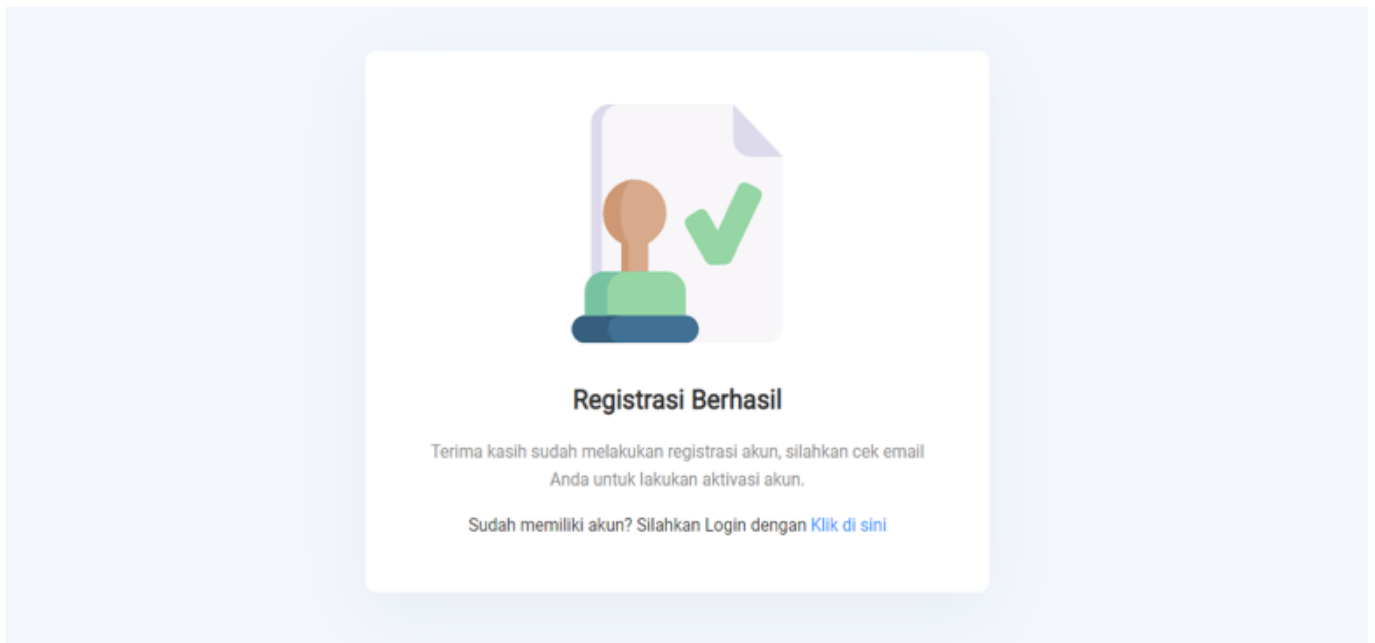 Registrasi Berhasil
Terima kasih sudah melakukan registrasi akun, silahkan cek email
Anda untuk lakukan aktivasi akun.
Sudah memiliki akun? Silahkan Login dengan Klik di sini